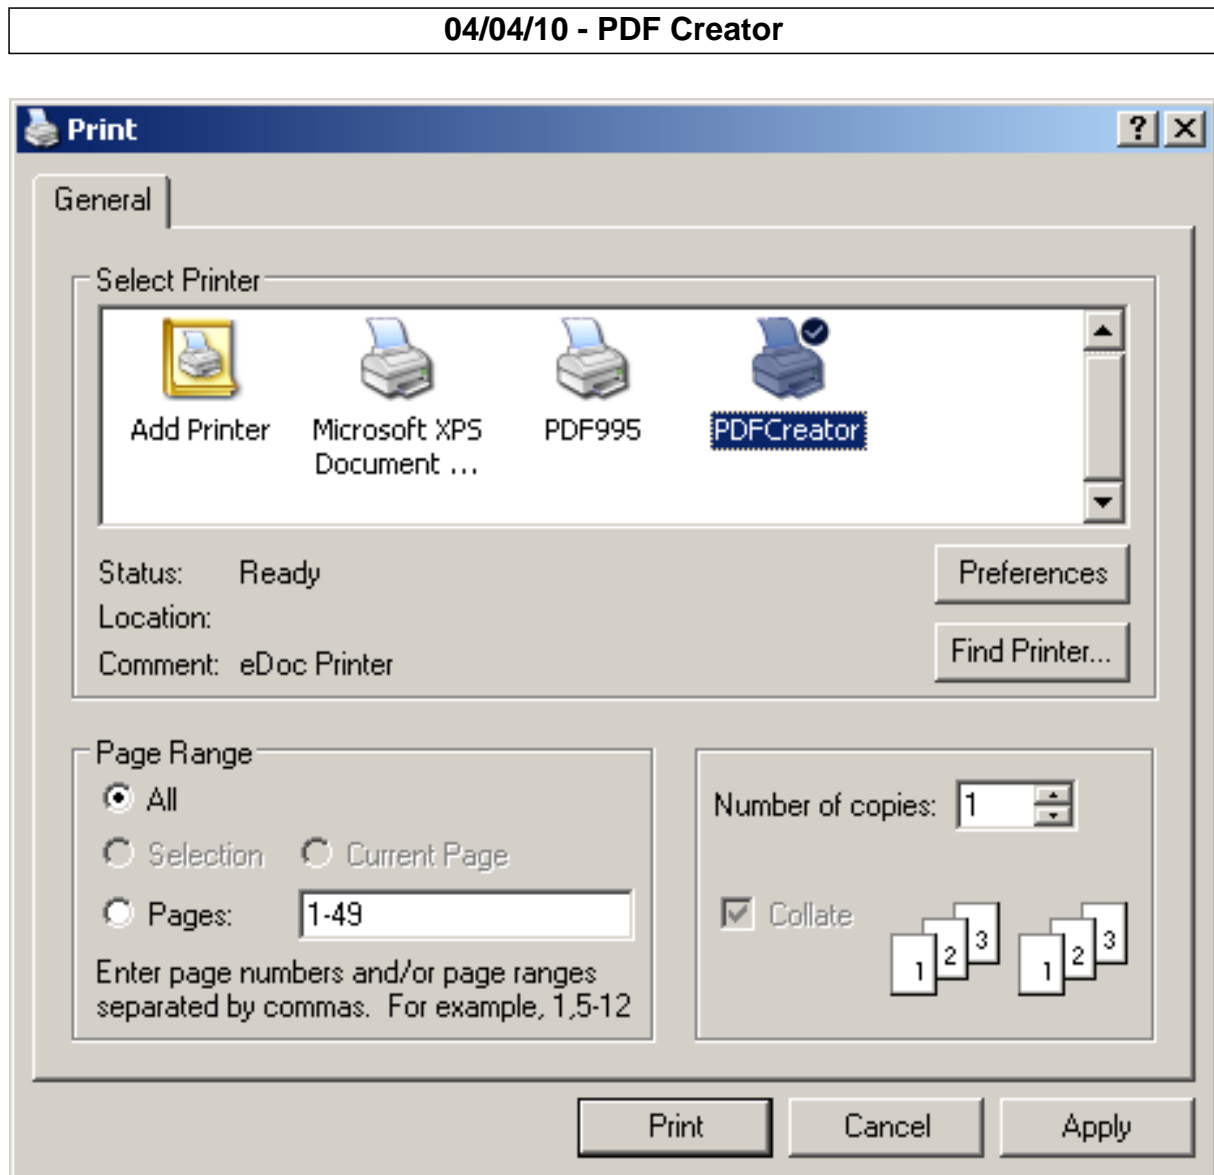 04/04/10 - PDF Creator
Print
General
Select Printer
Add Printer
Microsoft XPS
Document ...
PDF995
PDFCreator
Status: Ready
Location:
Comment: eDoc Printer
Preferences
Find Printer...
Page Range
All
Selection Current Page
Pages: 1-49
Enter page numbers and/or page ranges
separated by commas. For example, 1,5-12
Number of copies: 1
Collate
1 2 3 1 2 3
Print Cancel Apply